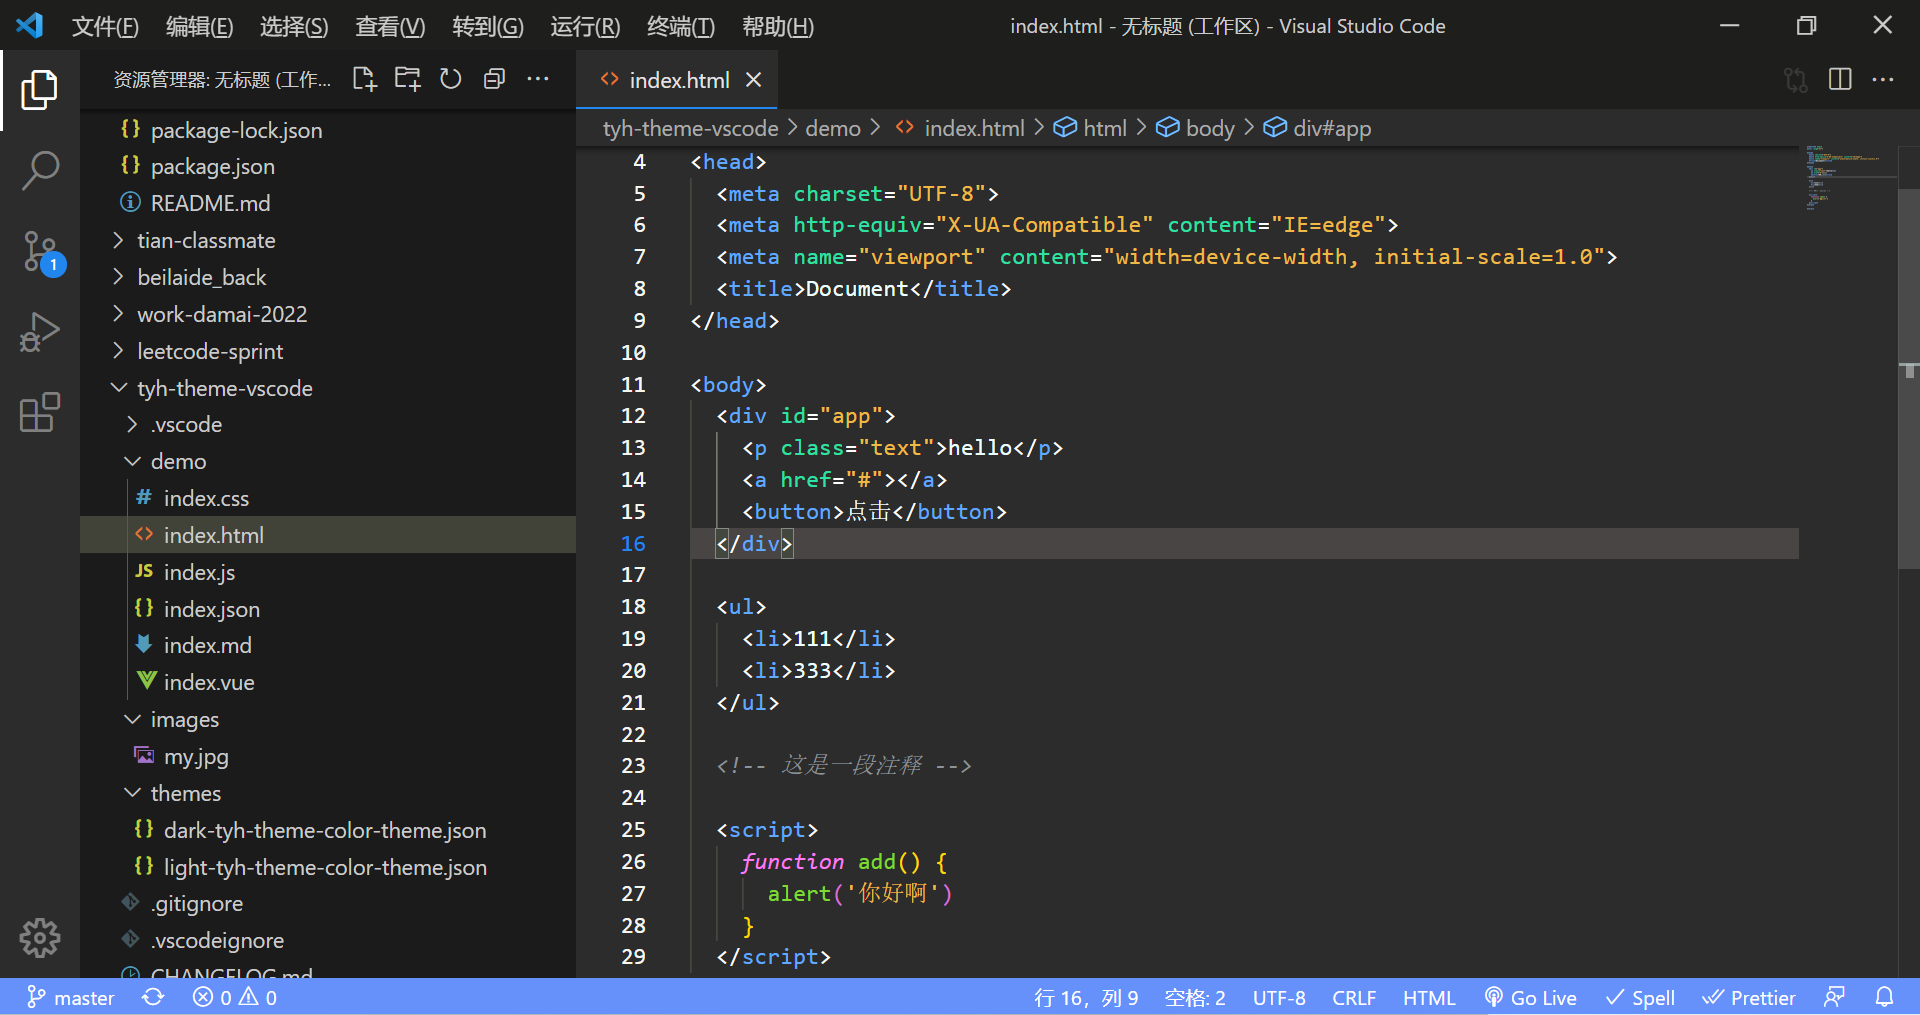 文件(F) 编辑(E) 选择(S) 查看(V) 转到(G) 运行(R) 终端(T) 帮助(H) index.html - 无标题 (工作区) - Visual Studio Code
资源管理器: 无标题 (工作...
package-lock.json
package.json
README.md
tian-classmate
beilaide_back
work-damai-2022
leetcode-sprint
tyh-theme-vscode
.vscode
demo
index.css
index.html
index.js
index.json
index.md
index.vue
images
my.jpg
themes
dark-tyh-theme-color-theme.json
light-tyh-theme-color-theme.json
.gitignore
.vscodeignore
CHANGELOG.md
1
index.html
tyh-theme-vscode > demo > index.html > html > body > div#app
4 <head>
5 <meta charset="UTF-8">
6 <meta http-equiv="X-UA-Compatible" content="IE=edge">
7 <meta name="viewport" content="width=device-width, initial-scale=1.0">
8 <title>Document</title>
9 </head>
10
11 <body>
12 <div id="app">
13 <p class="text">hello</p>
14 <a href="#"></a>
15 <button>点击</button>
16 </div>
17
18 <ul>
19 <li>111</li>
20 <li>333</li>
21 </ul>
22
23 <!-- 这是一段注释 -->
24
25 <script>
26 function add() {
27 alert('你好啊')
28 }
29 </script>
master 0 0 行 16，列 9 空格: 2 UTF-8 CRLF HTML Go Live Spell Prettier